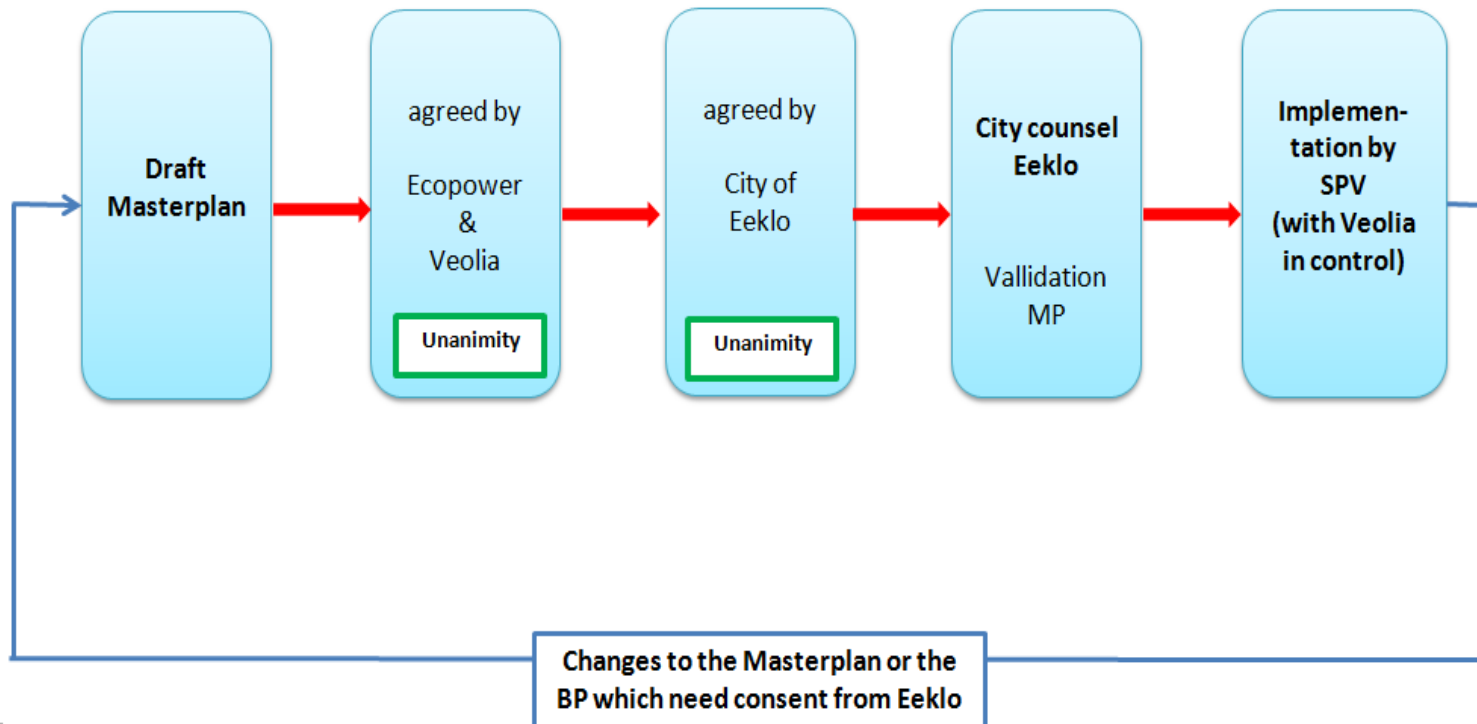 Draft
Masterplan
agreed by
Ecopower
&
Veolia
Unanimity
agreed by
City of
Eeklo
Unanimity
City counsel
Eeklo
Vallidation
MP
Implemen-
tation by
SPV
(with Veolia
in control)
Changes to the Masterplan or the
BP which need consent from Eeklo